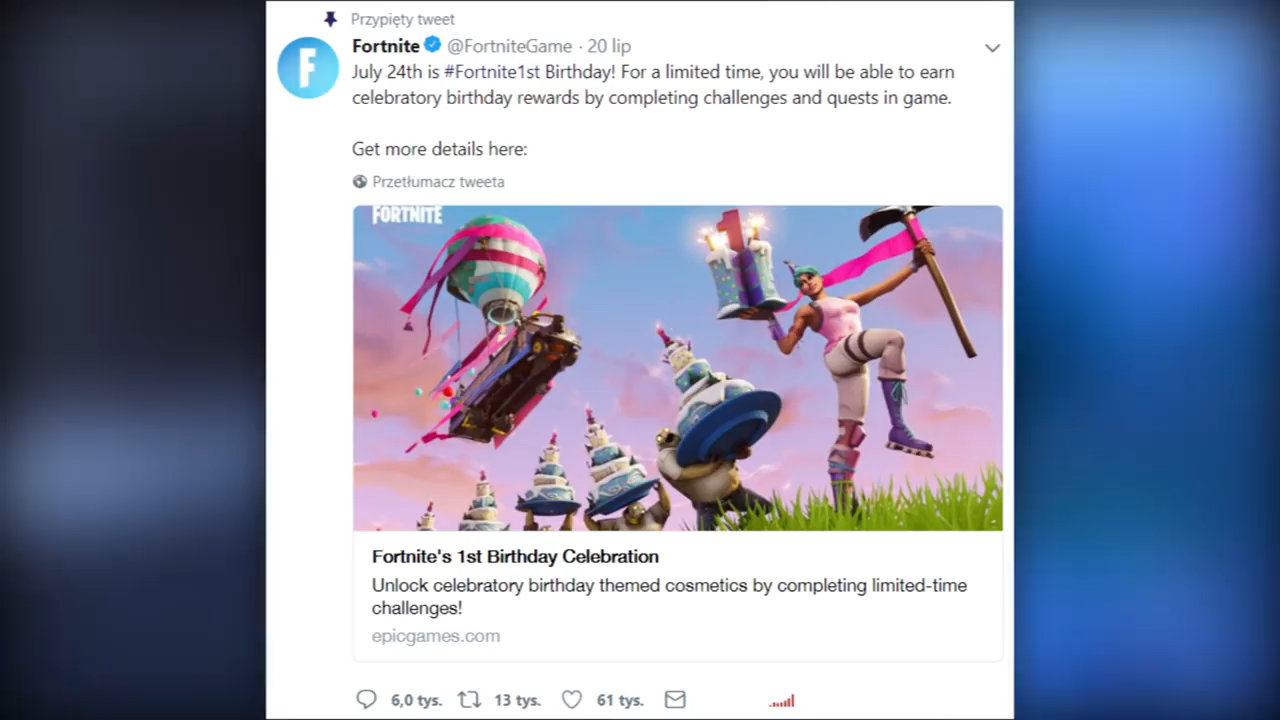 Przypięty tweet
Fortnite @FortniteGame · 20 lip
July 24th is #Fortnite1st Birthday! For a limited time, you will be able to earn
celebratory birthday rewards by completing challenges and quests in game.
Get more details here:
Przetłumacz tweeta
FORTNITE
1
Fortnite's 1st Birthday Celebration
Unlock celebratory birthday themed cosmetics by completing limited-time
challenges!
epicgames.com
6,0 tys. 13 tys. 61 tys.